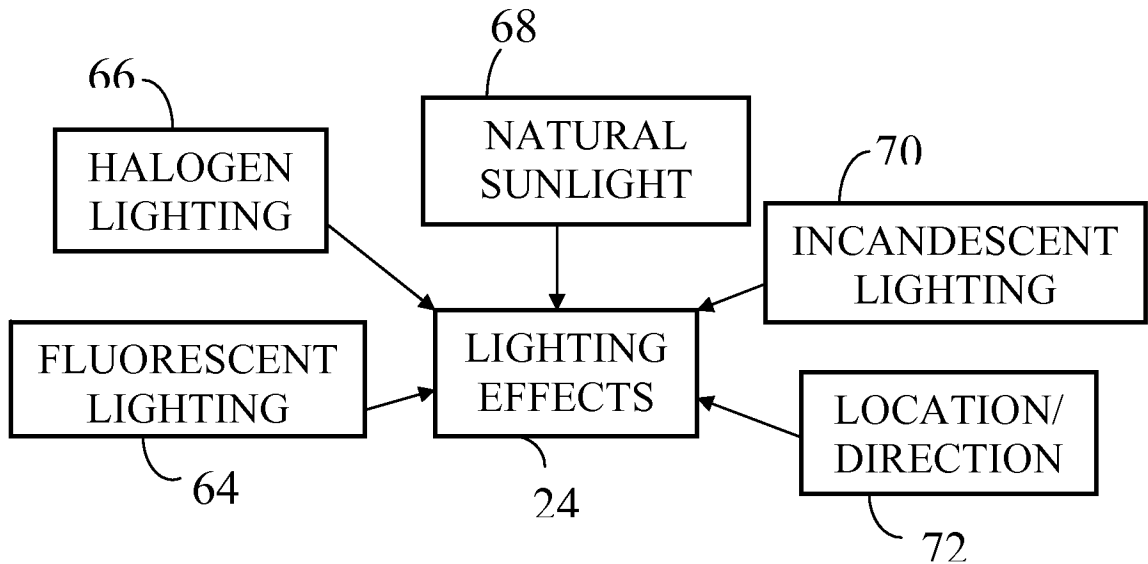 66
HALOGEN
LIGHTING
68
NATURAL
SUNLIGHT
70
INCANDESCENT
LIGHTING
FLUORESCENT
LIGHTING
64
LIGHTING
EFFECTS
24
LOCATION/
DIRECTION
72